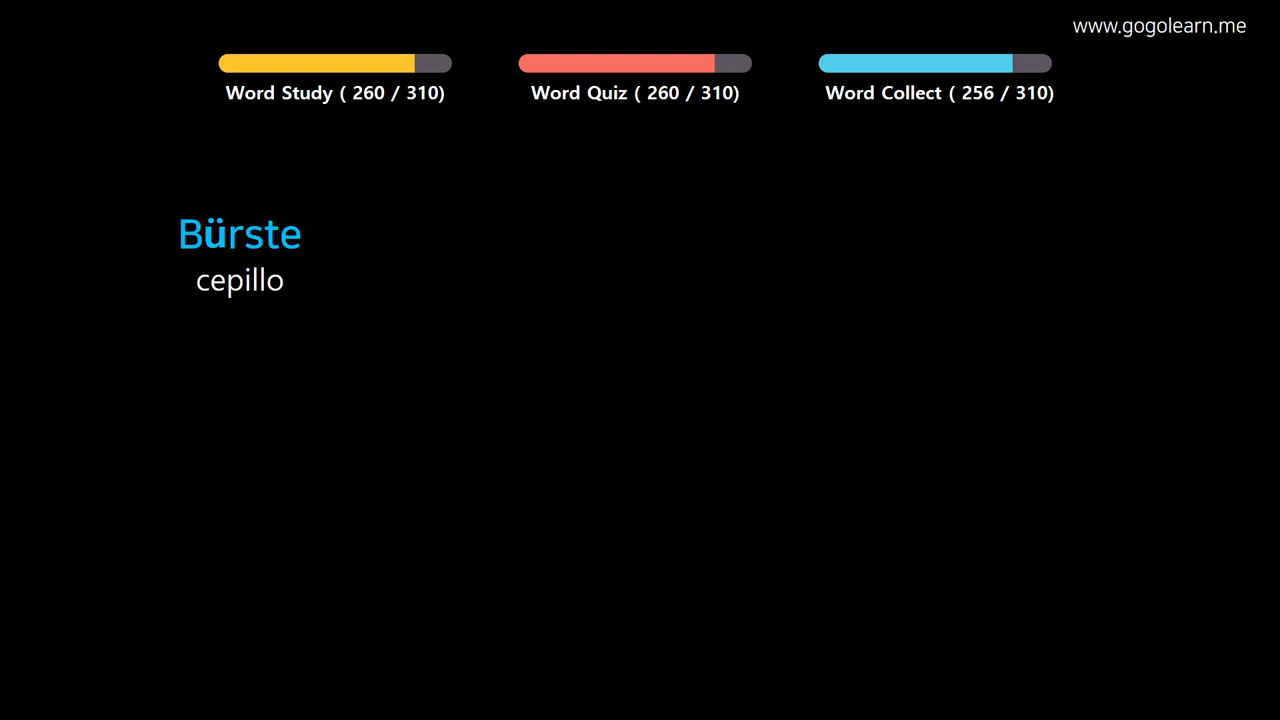 www.gogolearn.me
Word Study ( 260 / 310)
Word Quiz ( 260 / 310)
Word Collect ( 256 / 310)
Bürste
cepillo